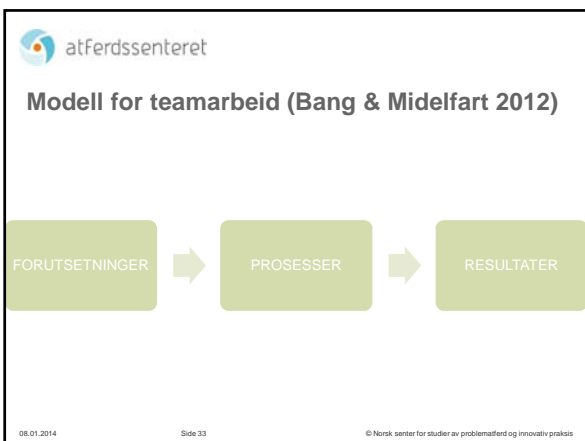 atferdssenteret
Modell for teamarbeid (Bang & Midelfart 2012)
FORUTSETNINGER
PROSESSER
RESULTATER
08.01.2014
Side 33
© Norsk senter for studier av problematferd og innovativ praksis